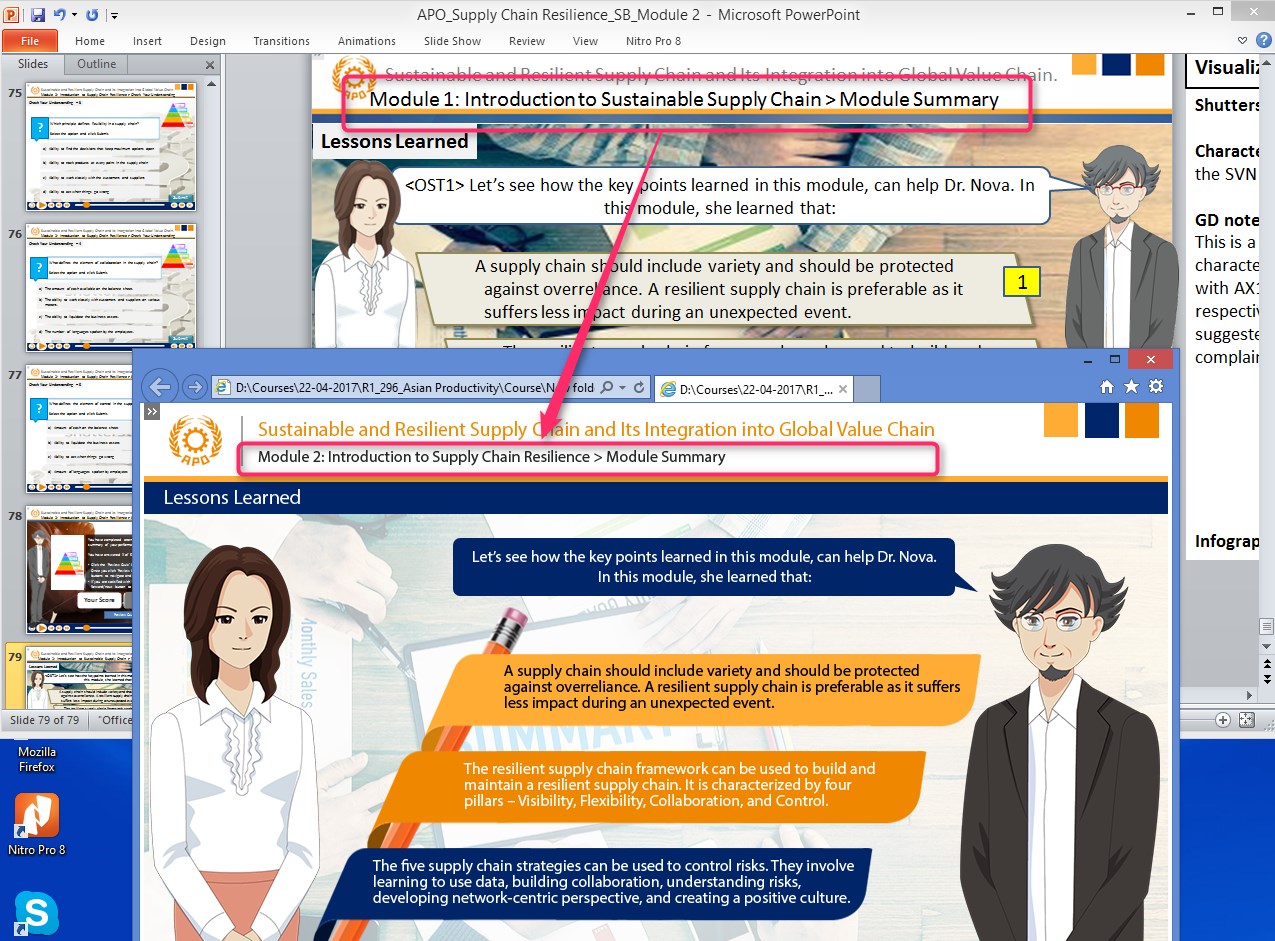 APO_Supply Chain Resilience_SB_Module 2 - Microsoft PowerPoint
File Home Insert Design Transitions Animations Slide Show Review View Nitro Pro 8
Slides Outline
75
76
77
78
79
Your Score
Slide 79 of 79 "Office
Sustainable and Resilient Supply Chain and Its Integration into Global Value Chain.
APO
Module 1: Introduction to Sustainable Supply Chain > Module Summary
Lessons Learned
<OST1> Let's see how the key points learned in this module, can help Dr. Nova. In
this module, she learned that:
A supply chain should include variety and should be protected
against overreliance. A resilient supply chain is preferable as it
suffers less impact during an unexpected event.
1
Visualiz
Shutters
Characte
the SVN
GD note
This is a
characte
with AX1
respectiv
suggeste
complain
Infograp
D:\Courses\22-04-2017\R1_296_Asian Productivity\Course\New fold
D:\Courses\22-04-2017\R1_...
APO
Sustainable and Resilient Supply Chain and Its Integration into Global Value Chain
Module 2: Introduction to Supply Chain Resilience > Module Summary
Lessons Learned
Let's see how the key points learned in this module, can help Dr. Nova.
In this module, she learned that:
Monthly Sales
SUMMARY
A supply chain should include variety and should be protected
against overreliance. A resilient supply chain is preferable as it suffers
less impact during an unexpected event.
The resilient supply chain framework can be used to build and
maintain a resilient supply chain. It is characterized by four
pillars – Visibility, Flexibility, Collaboration, and Control.
The five supply chain strategies can be used to control risks. They involve
learning to use data, building collaboration, understanding risks,
developing network-centric perspective, and creating a positive culture.
Mozilla
Firefox
Nitro Pro 8